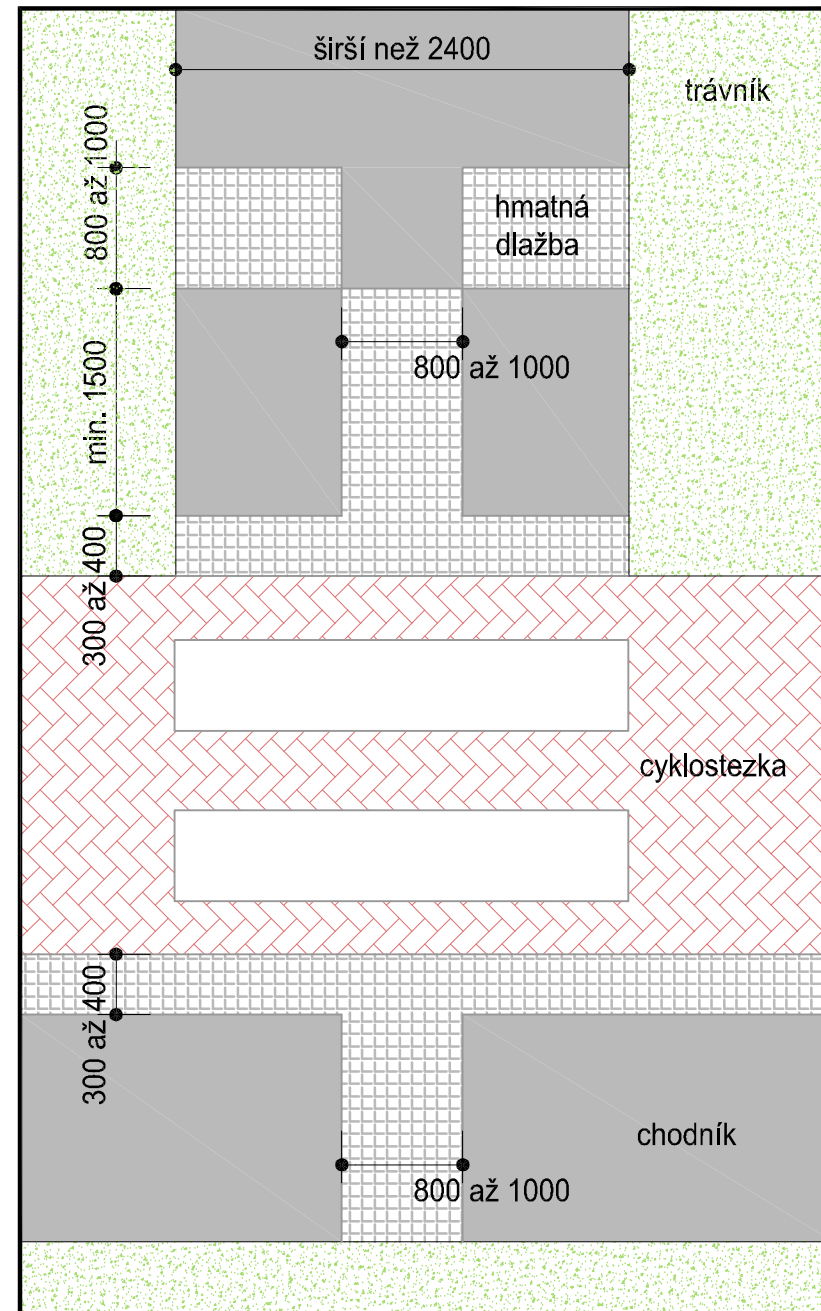 širší než 2400
trávník
800 až 1000
hmatná
dlažba
min. 1500
800 až 1000
300 až 400
cyklostezka
300 až 400
chodník
800 až 1000